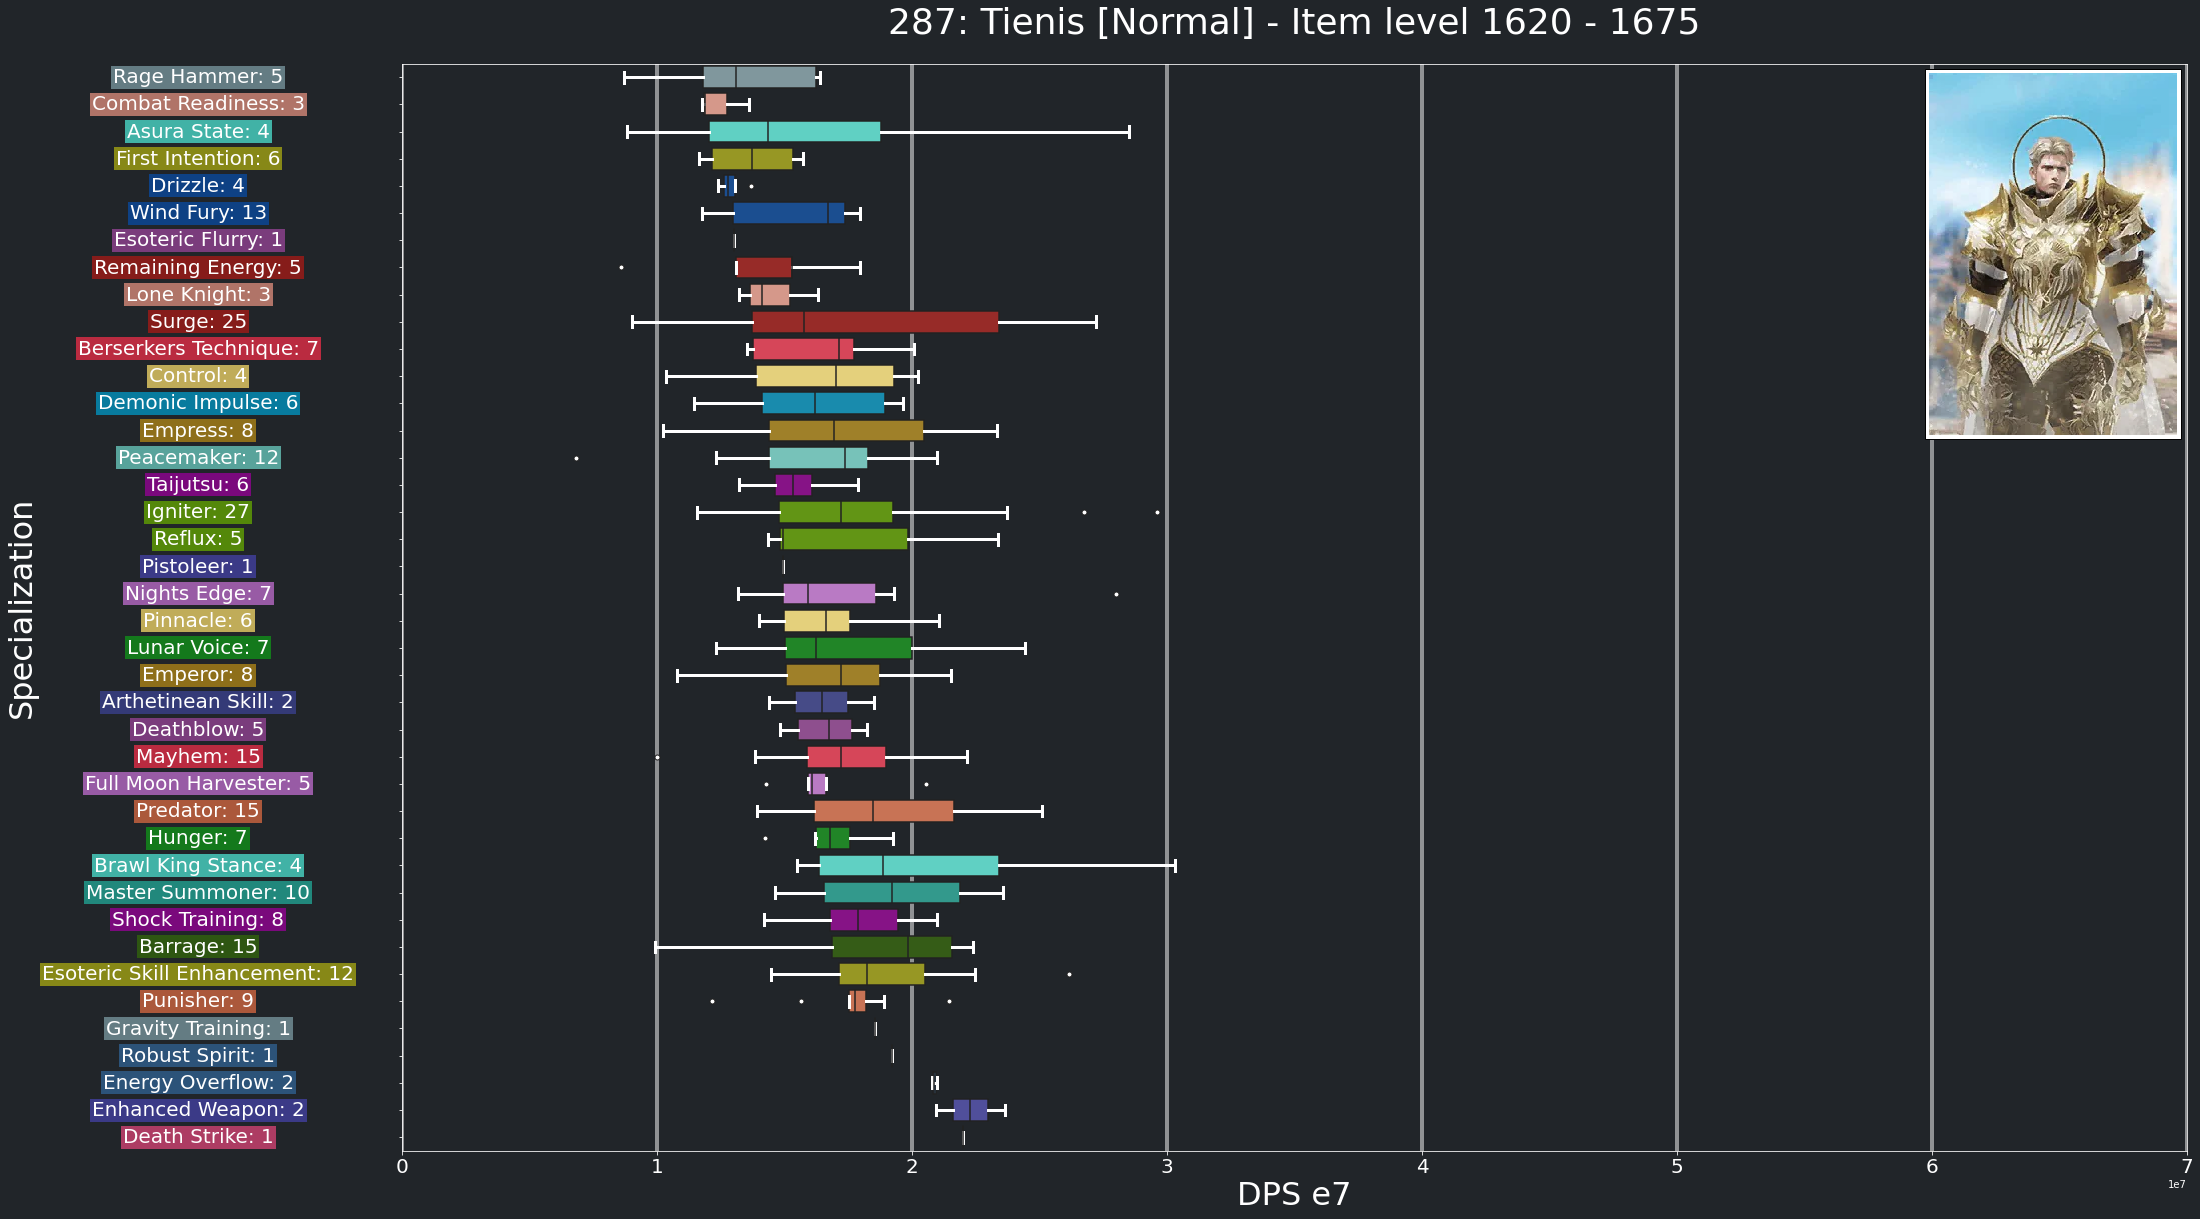 287: Tienis [Normal] - Item level 1620 - 1675
Rage Hammer: 5
Combat Readiness: 3
Asura State: 4
First Intention: 6
Drizzle: 4
Wind Fury: 13
Esoteric Flurry: 1
Remaining Energy: 5
Lone Knight: 3
Surge: 25
Berserkers Technique: 7
Control: 4
Demonic Impulse: 6
Empress: 8
Peacemaker: 12
Taijutsu: 6
Igniter: 27
Reflux: 5
Pistoleer: 1
Nights Edge: 7
Pinnacle: 6
Lunar Voice: 7
Emperor: 8
Arthetinean Skill: 2
Deathblow: 5
Mayhem: 15
Full Moon Harvester: 5
Predator: 15
Hunger: 7
Brawl King Stance: 4
Master Summoner: 10
Shock Training: 8
Barrage: 15
Esoteric Skill Enhancement: 12
Punisher: 9
Gravity Training: 1
Robust Spirit: 1
Energy Overflow: 2
Enhanced Weapon: 2
Death Strike: 1
Specialization
0 1 2 3 4 5 6 7
1e7
DPS e7